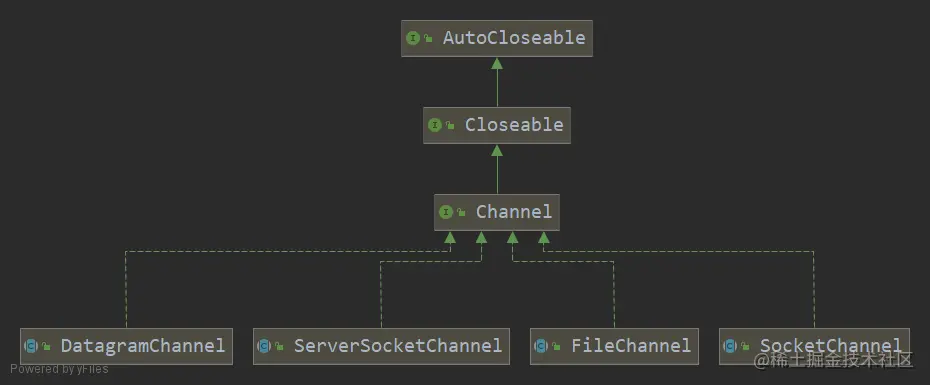 AutoCloseable
Closeable
Channel
DatagramChannel
ServerSocketChannel
FileChannel
SocketChannel
Powered by yFiles
@稀土掘金技术社区